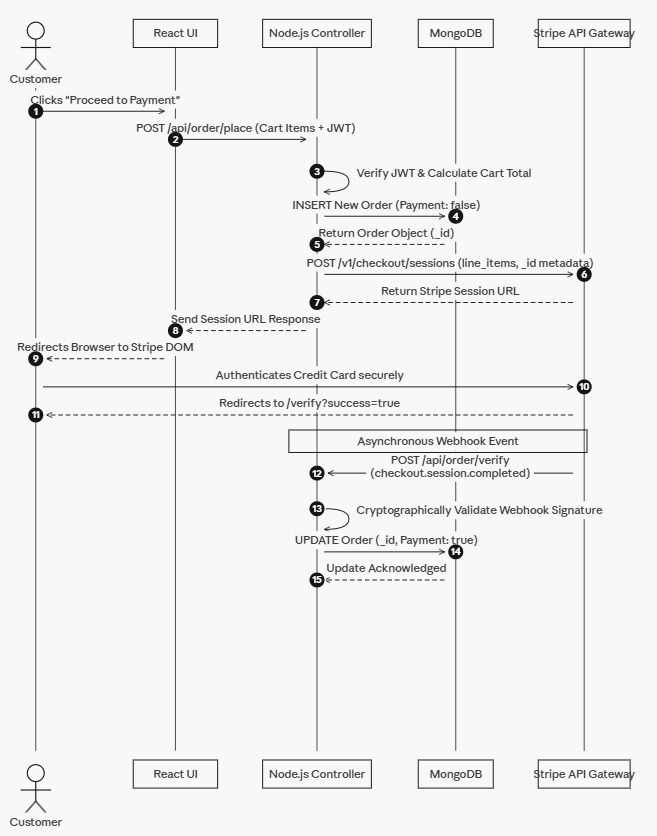 React UI
Node.js Controller
MongoDB
Stripe API Gateway
Customer
Clicks "Proceed to Payment"
1
POST /api/order/place (Cart Items + JWT)
2
3
Verify JWT & Calculate Cart Total
INSERT New Order (Payment: false)
4
Return Order Object (_id)
5
POST /v1/checkout/sessions (line_items, _id metadata)
6
Return Stripe Session URL
7
Send Session URL Response
8
Redirects Browser to Stripe DOM
9
Authenticates Credit Card securely
10
Redirects to /verify?success=true
11
Asynchronous Webhook Event
POST /api/order/verify
(checkout.session.completed)
12
13
Cryptographically Validate Webhook Signature
UPDATE Order (_id, Payment: true)
14
Update Acknowledged
15
React UI
Node.js Controller
MongoDB
Stripe API Gateway
Customer